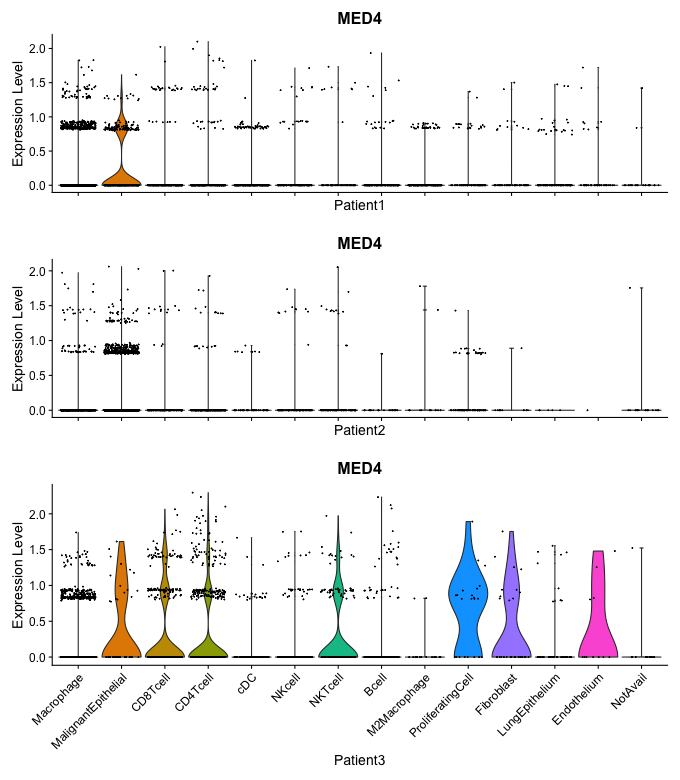 MED4
Expression Level
2.0
1.5
1.0
0.5
0.0
Patient1
MED4
Expression Level
2.0
1.5
1.0
0.5
0.0
Patient2
MED4
Expression Level
2.0
1.5
1.0
0.5
0.0
Macrophage
MalignantEpithelial
CD8Tcell
CD4Tcell
cDC
NKcell
NKTcell
Bcell
M2Macrophage
ProliferatingCell
Fibroblast
LungEpithelium
Endothelium
NotAvail
Patient3